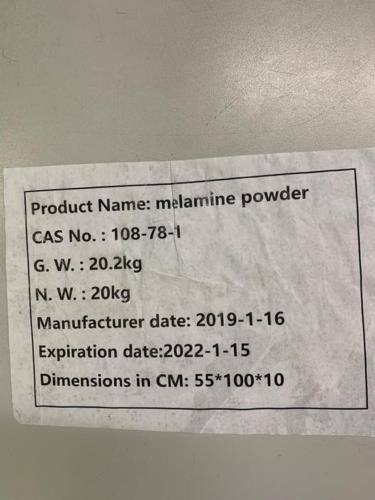 Product Name: melamine powder
CAS No. : 108-78-1
G. W. : 20.2kg
N. W. : 20kg
Manufacturer date: 2019-1-16
Expiration date:2022-1-15
Dimensions in CM: 55*100*10